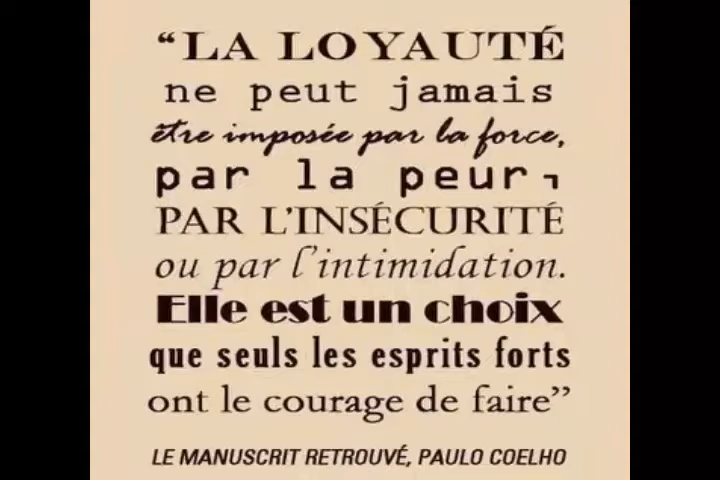 “LA LOYAUTÉ
ne peut jamais
être imposée par la force,
par la peur,
PAR L’INSÉCURITÉ
ou par l’intimidation.
Elle est un choix
que seuls les esprits forts
ont le courage de faire”
LE MANUSCRIT RETROUVÉ, PAULO COELHO